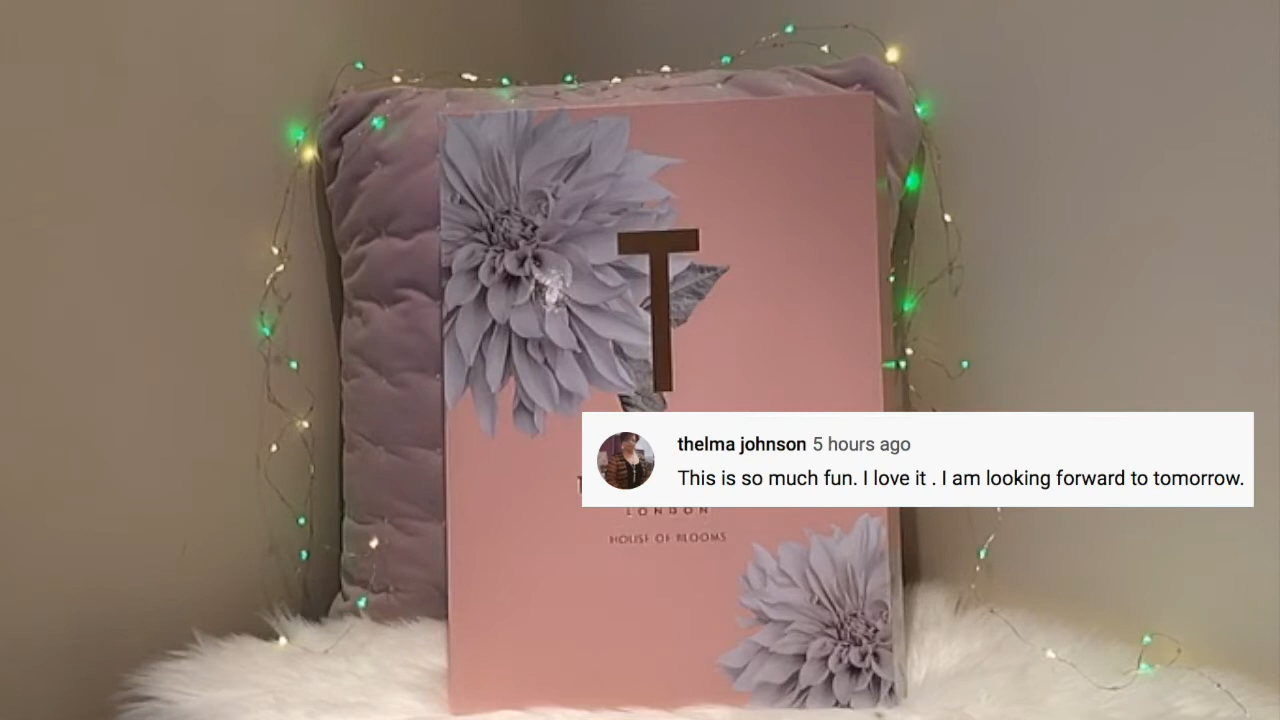 T
LONDON
HOUSE OF BLOOMS
thelma johnson 5 hours ago
This is so much fun. I love it . I am looking forward to tomorrow.